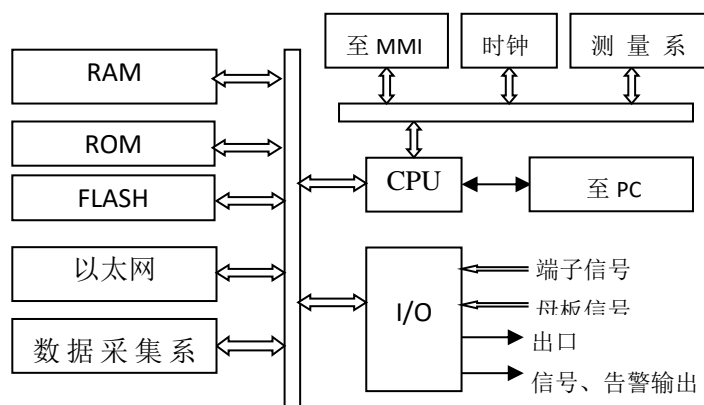 至 MMI
时钟
测 量 系
RAM
ROM
FLASH
以太网
数 据 采 集 系
CPU
至 PC
I/O
端子信号
母板信号
出口
信号、告警输出